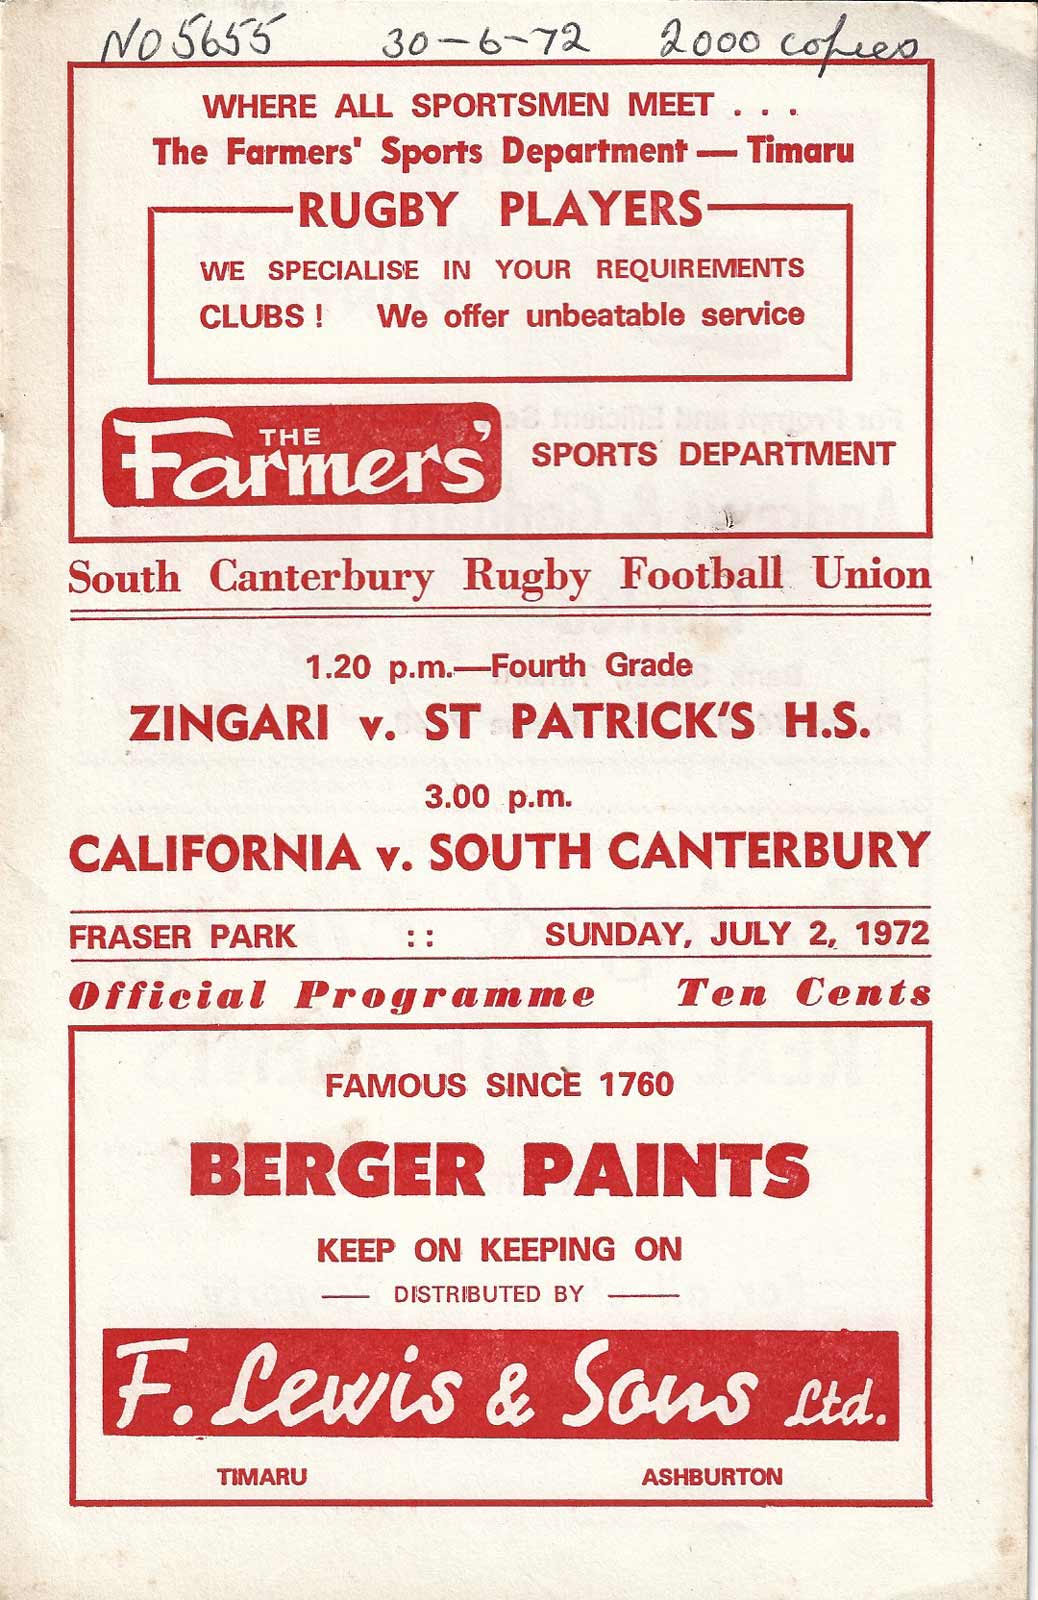 NO 5655 30-6-72 2000 copies
WHERE ALL SPORTSMEN MEET . . .
The Farmers' Sports Department — Timaru
RUGBY PLAYERS
WE SPECIALISE IN YOUR REQUIREMENTS
CLUBS ! We offer unbeatable service
THE
Farmers'
SPORTS DEPARTMENT
South Canterbury Rugby Football Union
1.20 p.m.—Fourth Grade
ZINGARI v. ST PATRICK'S H.S.
3.00 p.m.
CALIFORNIA v. SOUTH CANTERBURY
FRASER PARK :: SUNDAY, JULY 2, 1972
Official Programme Ten Cents
FAMOUS SINCE 1760
BERGER PAINTS
KEEP ON KEEPING ON
— DISTRIBUTED BY —
F. Lewis & Sons Ltd.
TIMARU ASHBURTON